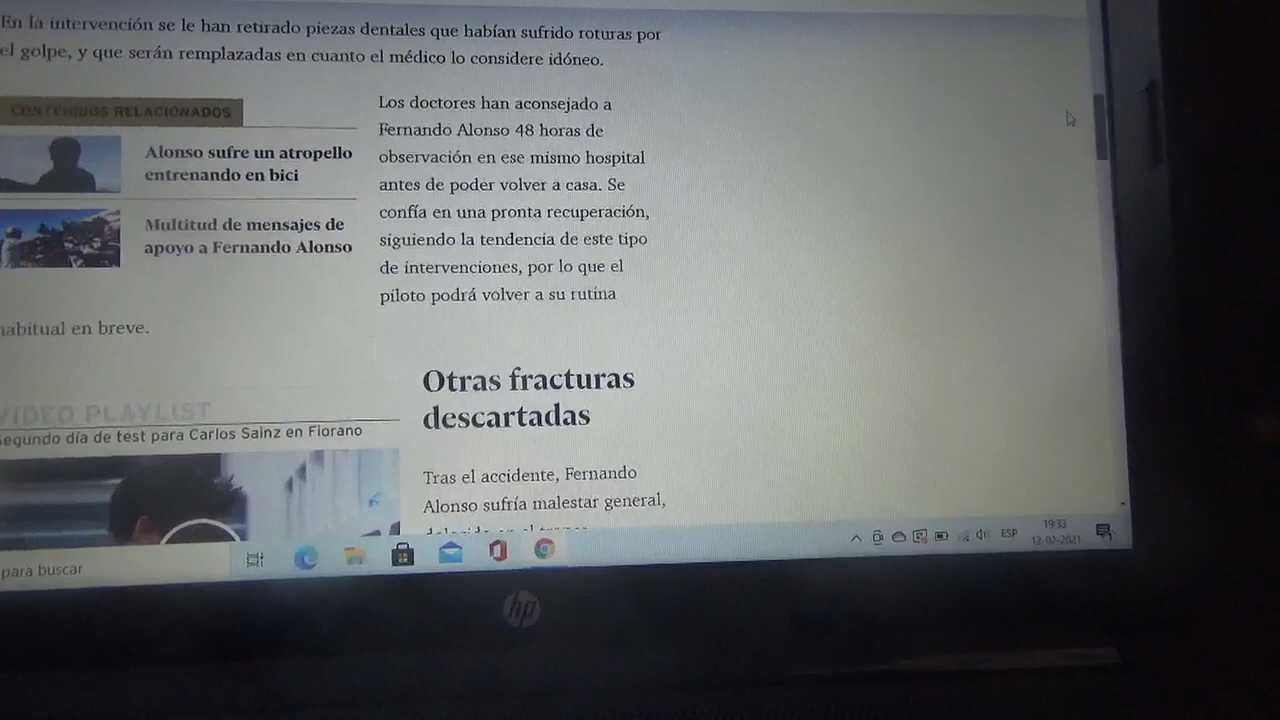 En la intervención se le han retirado piezas dentales que habían sufrido roturas por
el golpe, y que serán remplazadas en cuanto el médico lo considere idóneo.
CONTENIDOS RELACIONADOS
Alonso sufre un atropello
entrenando en bici
Multitud de mensajes de
apoyo a Fernando Alonso
Los doctores han aconsejado a
Fernando Alonso 48 horas de
observación en ese mismo hospital
antes de poder volver a casa. Se
confía en una pronta recuperación,
siguiendo la tendencia de este tipo
de intervenciones, por lo que el
piloto podrá volver a su rutina
habitual en breve.
VIDEO PLAYLIST
Segundo día de test para Carlos Sainz en Fiorano
Otras fracturas
descartadas
Tras el accidente, Fernando
Alonso sufría malestar general,
para buscar
ESP
19:33
12-02-2021
hp